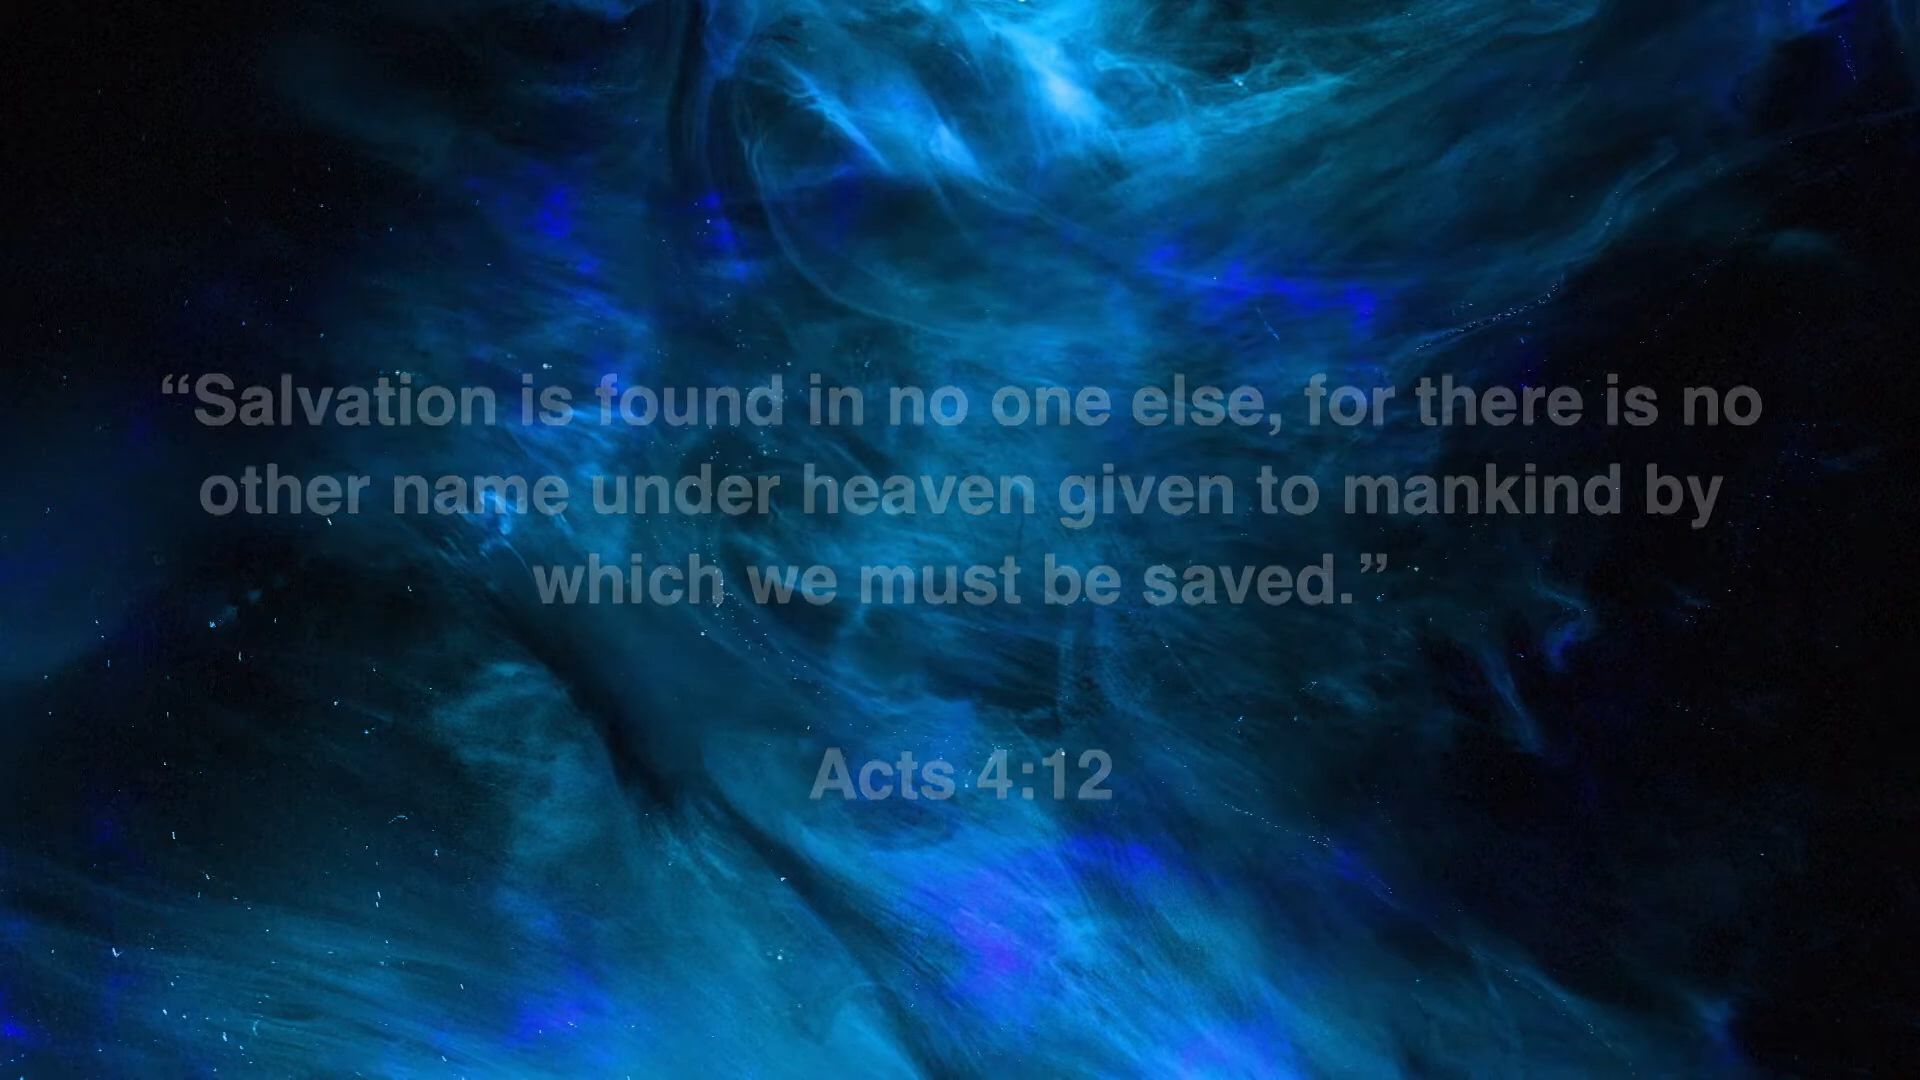 “Salvation is found in no one else, for there is no
other name under heaven given to mankind by
which we must be saved.”
Acts 4:12